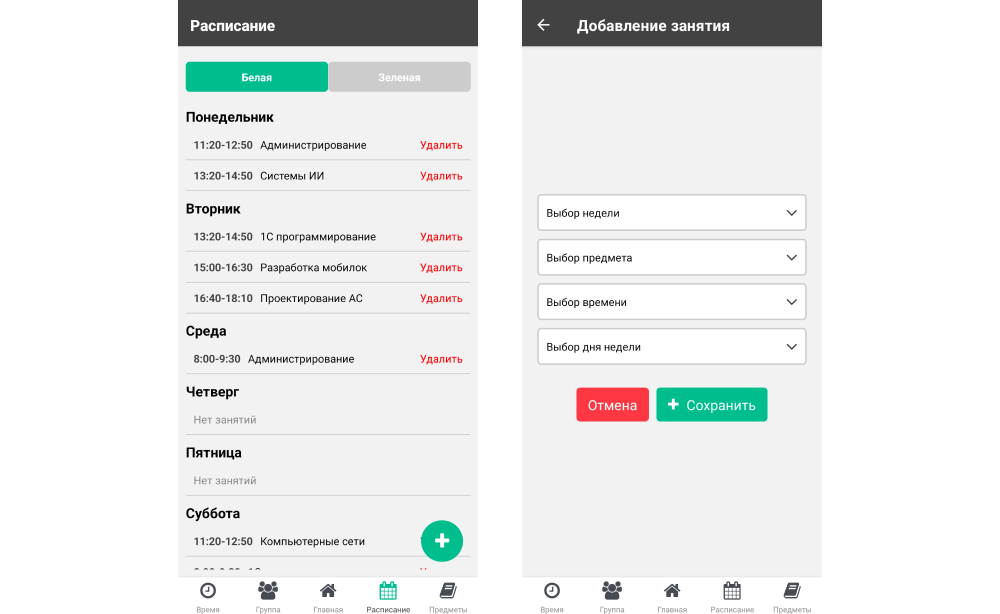 Расписание
Белая
Зеленая
Понедельник
11:20-12:50 Администрирование Удалить
13:20-14:50 Системы ИИ Удалить
Вторник
13:20-14:50 1С программирование Удалить
15:00-16:30 Разработка мобилок Удалить
16:40-18:10 Проектирование АС Удалить
Среда
8:00-9:30 Администрирование Удалить
Четверг
Нет занятий
Пятница
Нет занятий
Суббота
11:20-12:50 Компьютерные сети
Время Группа Главная Расписание Предметы
Добавление занятия
Выбор недели
Выбор предмета
Выбор времени
Выбор дня недели
Отмена
Сохранить
Время Группа Главная Расписание Предметы